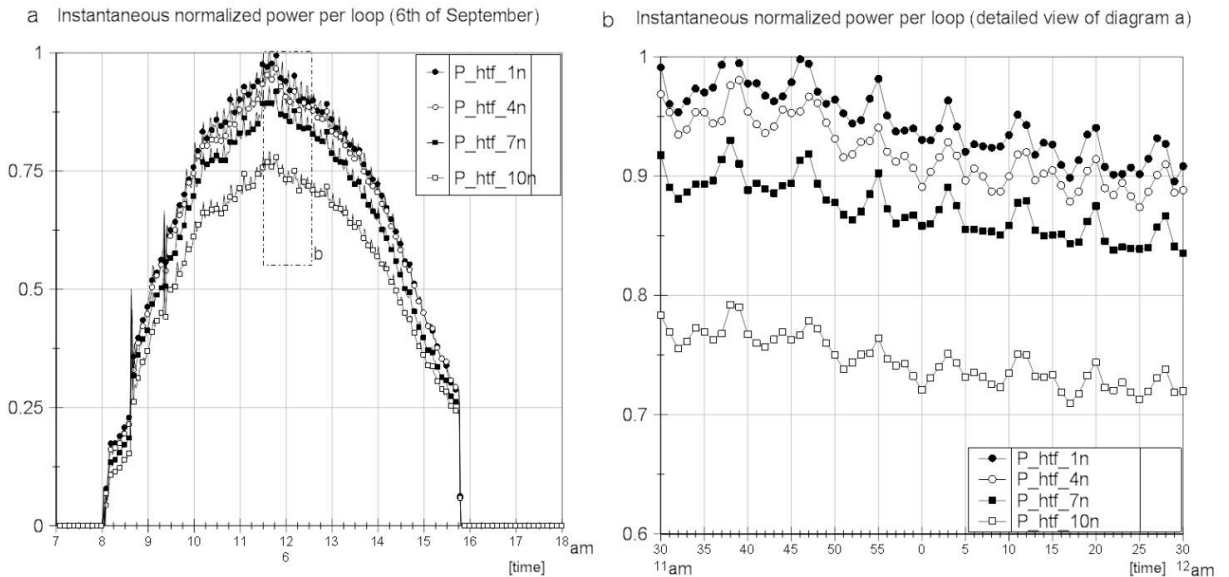 a Instantaneous normalized power per loop (6th of September)
1
0.75
0.5
0.25
0
P_htf_1n
P_htf_4n
P_htf_7n
P_htf_10n
b
7 8 9 10 11 12 13 14 15 16 17 18 am
6
[time]
b Instantaneous normalized power per loop (detailed view of diagram a)
1
0.9
0.8
0.7
0.6
P_htf_1n
P_htf_4n
P_htf_7n
P_htf_10n
30 35 40 45 50 55 0 5 10 15 20 25 30
11am [time] 12am